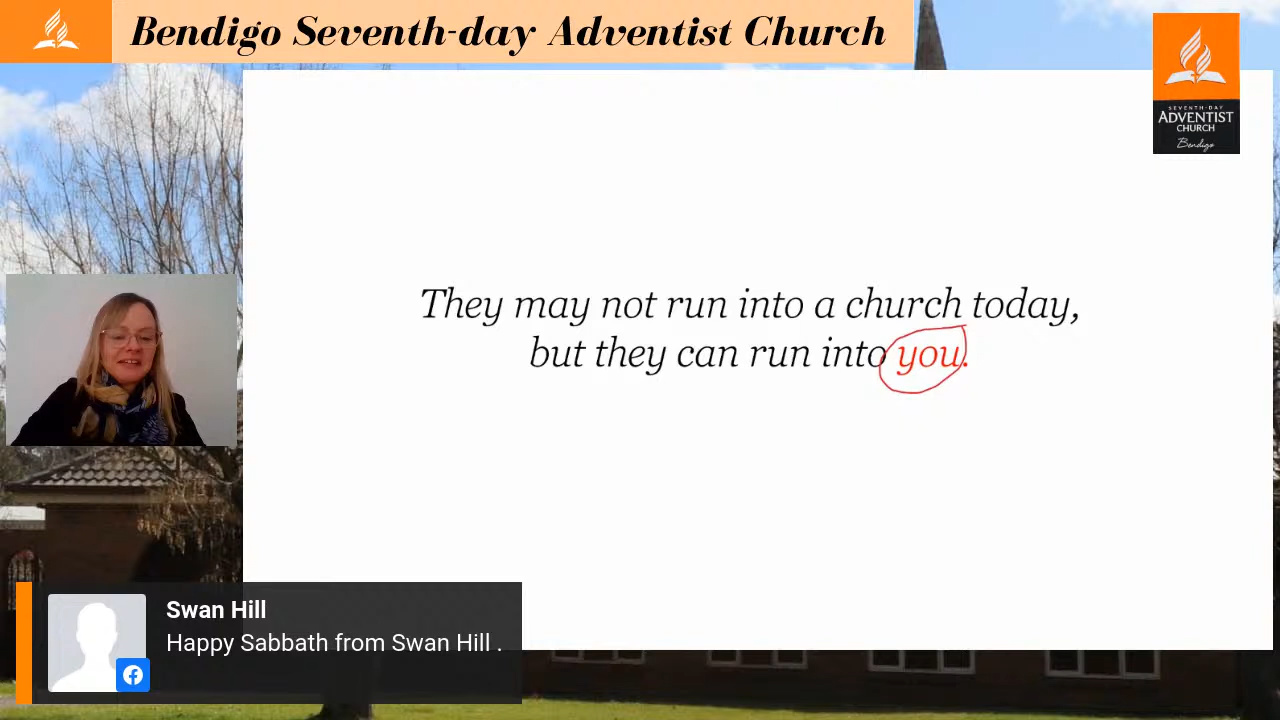 Bendigo Seventh-day Adventist Church
SEVENTH-DAY
ADVENTIST
CHURCH
Bendigo
They may not run into a church today,
but they can run into you.
Swan Hill
Happy Sabbath from Swan Hill .